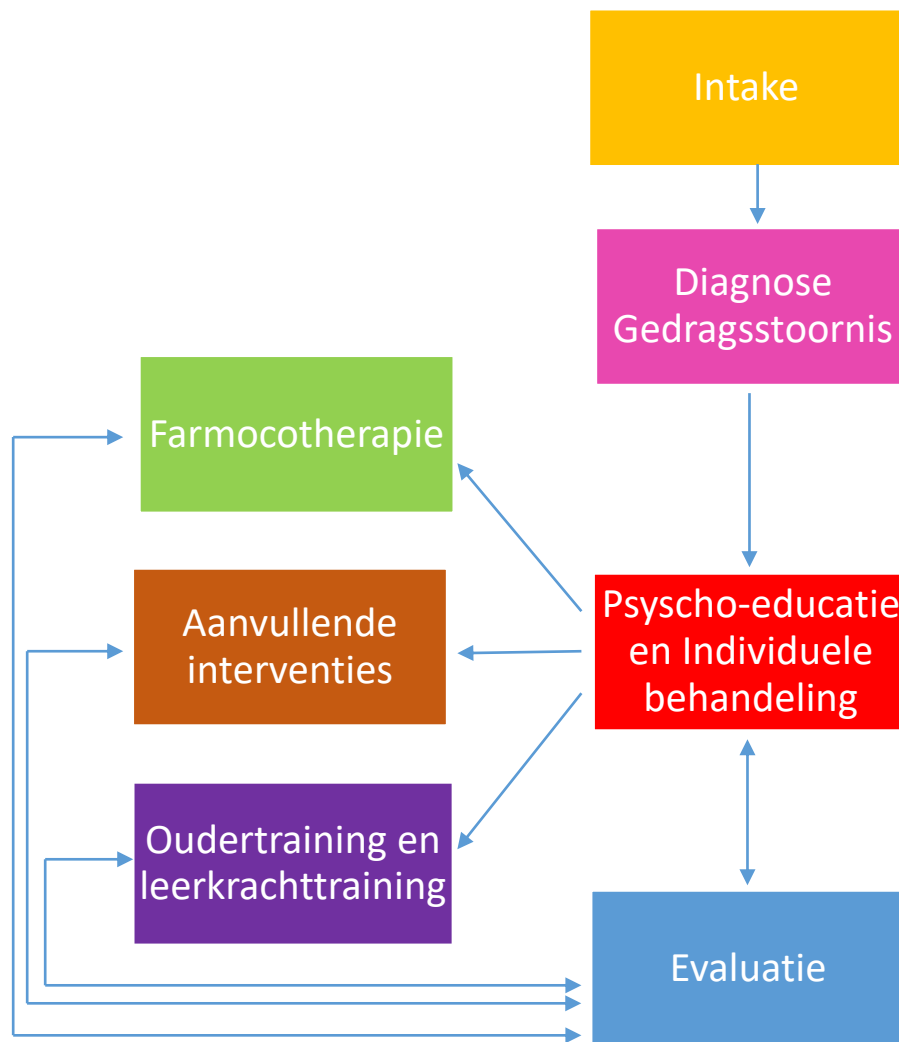 Intake
Diagnose
Gedragsstoornis
Farmocotherapie
Aanvullende
interventies
Psyscho-educatie
en Individuele
behandeling
Oudertraining en
leerkrachttraining
Evaluatie